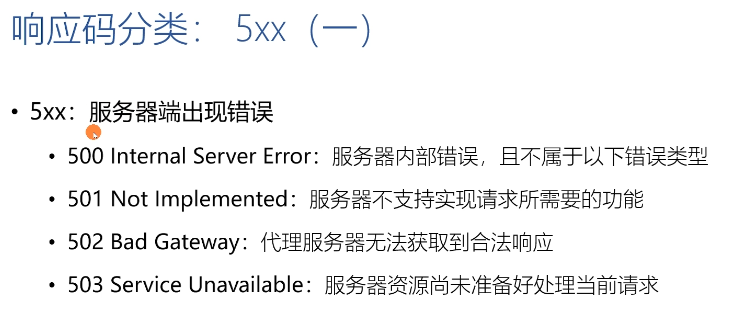 响应码分类： 5xx（一）
• 5xx：服务器端出现错误
• 500 Internal Server Error：服务器内部错误，且不属于以下错误类型
• 501 Not Implemented：服务器不支持实现请求所需要的功能
• 502 Bad Gateway：代理服务器无法获取到合法响应
• 503 Service Unavailable：服务器资源尚未准备好处理当前请求